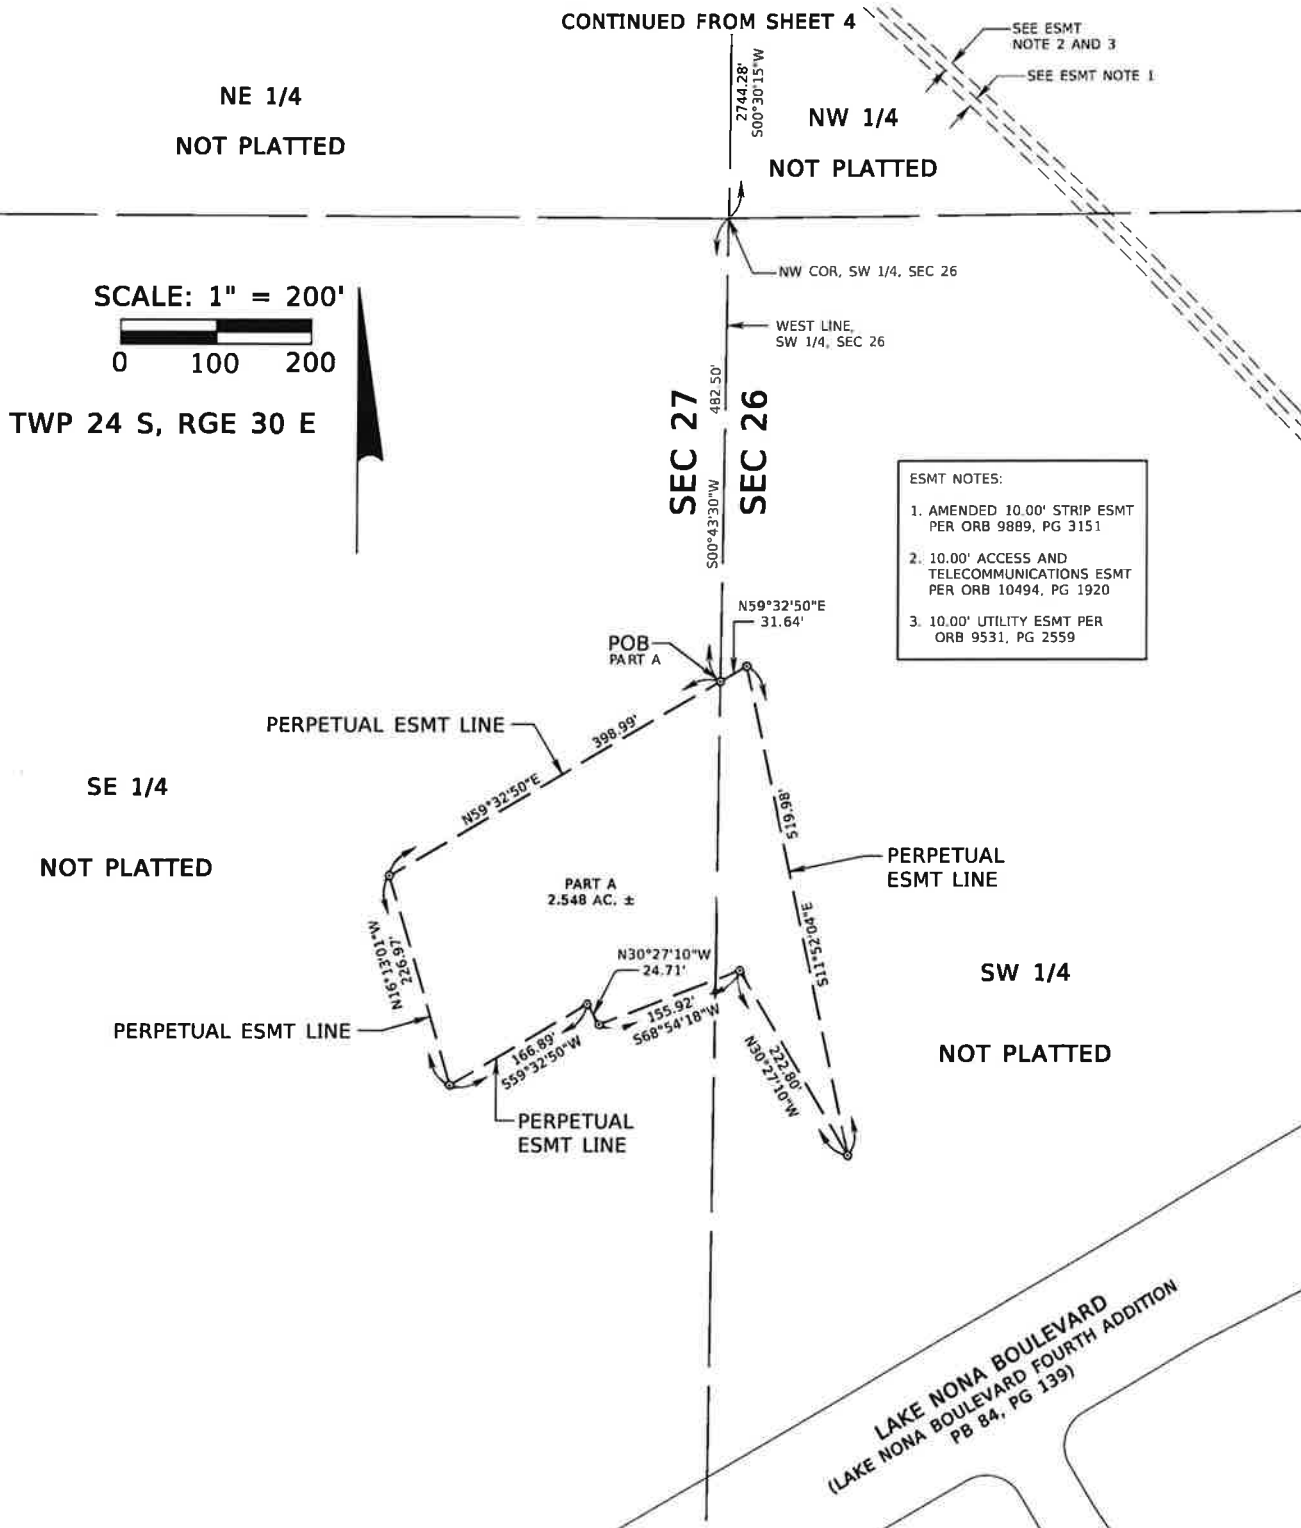 CONTINUED FROM SHEET 4
SEE ESMT
NOTE 2 AND 3
SEE ESMT NOTE 1
2744.28'
S00°30'15"W
NE 1/4
NOT PLATTED
NW 1/4
NOT PLATTED
NW COR, SW 1/4, SEC 26
SCALE: 1" = 200'
0 100 200
WEST LINE,
SW 1/4, SEC 26
TWP 24 S, RGE 30 E
SEC 27
482.50'
S00°43'30"W
SEC 26
ESMT NOTES:
1. AMENDED 10.00' STRIP ESMT
PER ORB 9889, PG 3151
2. 10.00' ACCESS AND
TELECOMMUNICATIONS ESMT
PER ORB 10494, PG 1920
3. 10.00' UTILITY ESMT PER
ORB 9531, PG 2559
N59°32'50"E
31.64'
POB
PART A
PERPETUAL ESMT LINE
398.99'
N59°32'50"E
SE 1/4
NOT PLATTED
519.98'
S11°52'04"E
PERPETUAL
ESMT LINE
PART A
2.548 AC. ±
N16°13'01"W
226.97'
N30°27'10"W
24.71'
SW 1/4
NOT PLATTED
PERPETUAL ESMT LINE
166.89'
S59°32'50"W
155.92'
S68°54'18"W
222.80'
N30°27'10"W
PERPETUAL
ESMT LINE
LAKE NONA BOULEVARD
(LAKE NONA BOULEVARD FOURTH ADDITION
PB 84, PG 139)